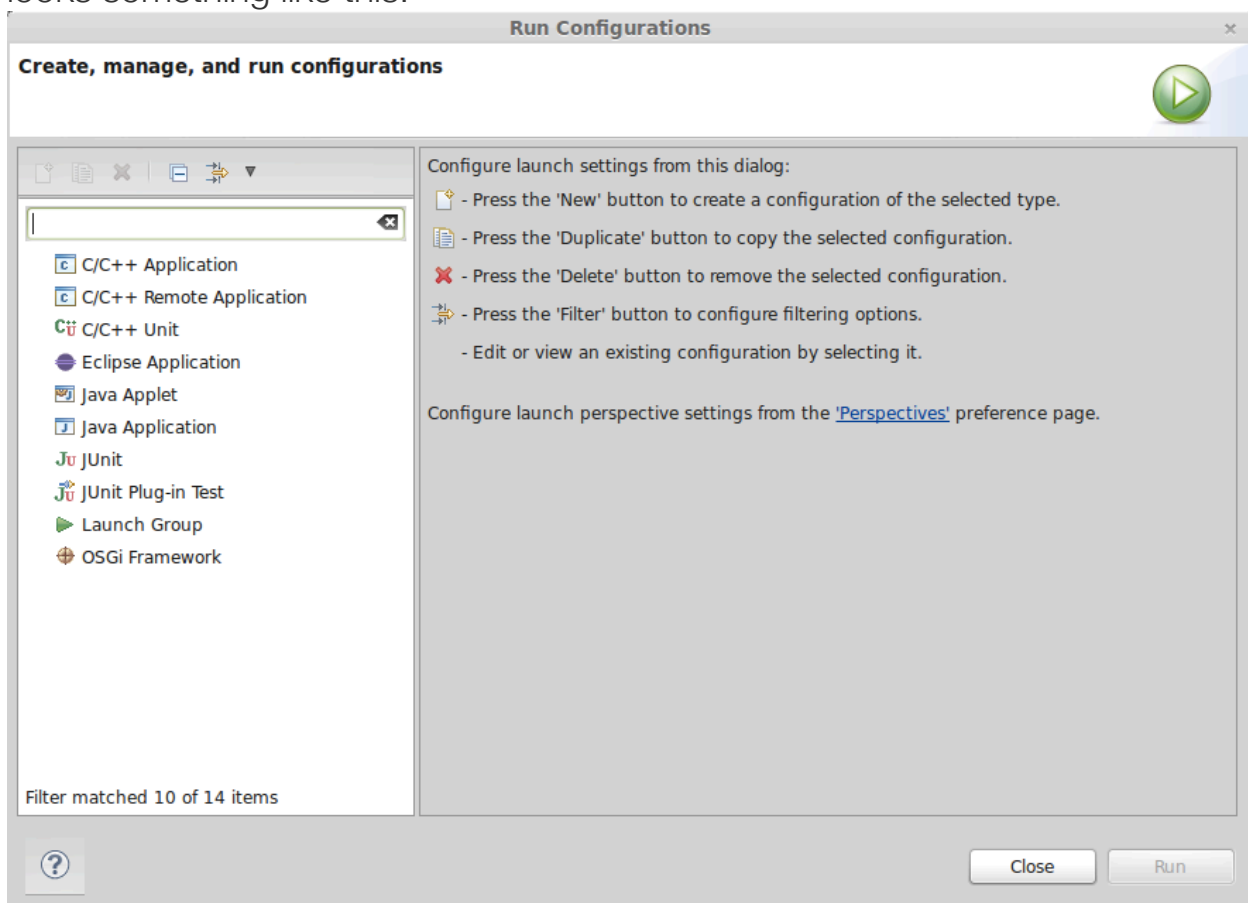 looks something like this:
Run Configurations
Create, manage, and run configurations
Configure launch settings from this dialog:
- Press the 'New' button to create a configuration of the selected type.
- Press the 'Duplicate' button to copy the selected configuration.
- Press the 'Delete' button to remove the selected configuration.
- Press the 'Filter' button to configure filtering options.
- Edit or view an existing configuration by selecting it.
Configure launch perspective settings from the 'Perspectives' preference page.
C/C++ Application
C/C++ Remote Application
C/C++ Unit
Eclipse Application
Java Applet
Java Application
JUnit
JUnit Plug-in Test
Launch Group
OSGi Framework
Filter matched 10 of 14 items
Close
Run